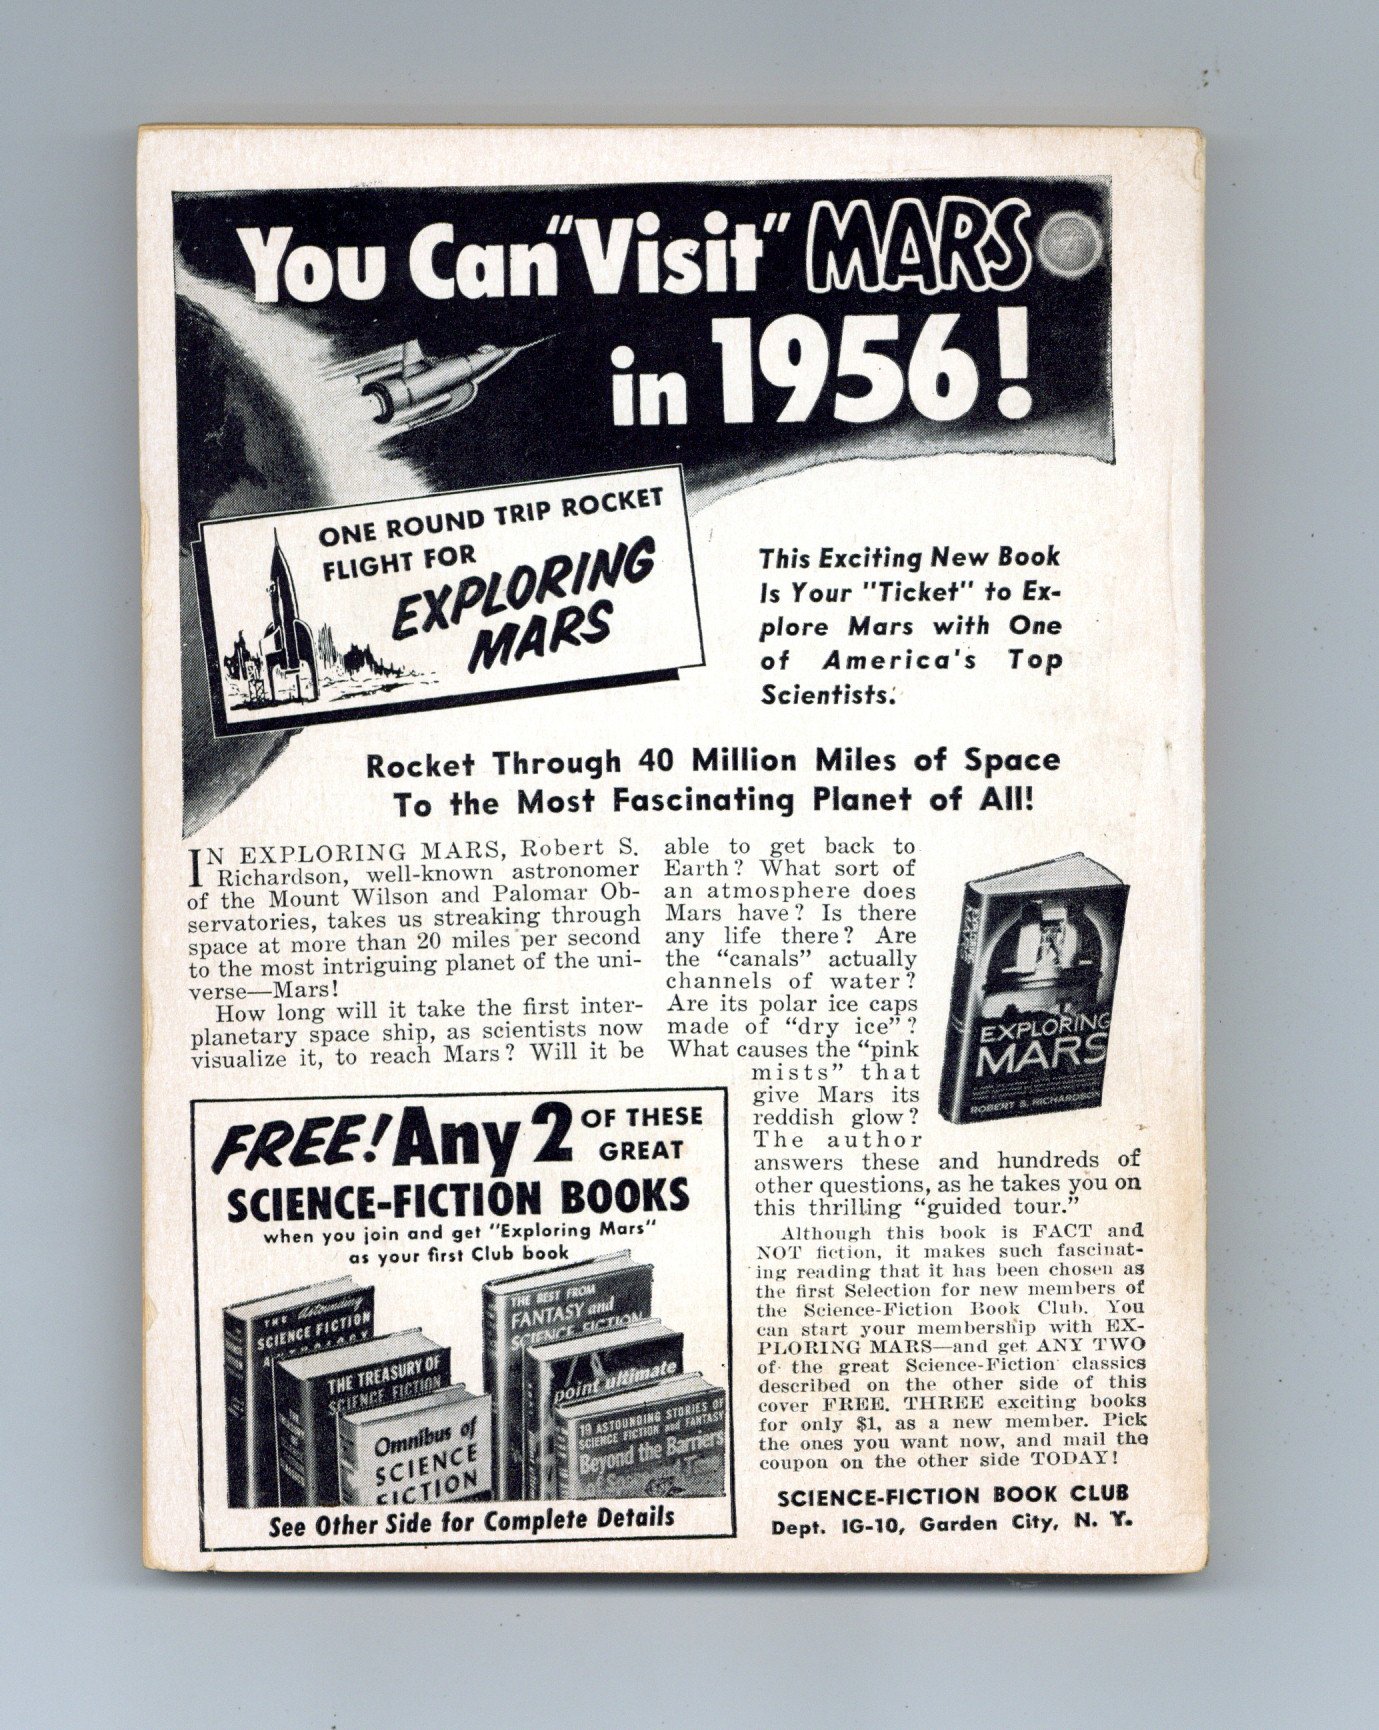 You Can "Visit" MARS
in 1956!
ONE ROUND TRIP ROCKET
FLIGHT FOR
EXPLORING
MARS
This Exciting New Book
Is Your "Ticket" to Ex-
plore Mars with One
of America's Top
Scientists.
Rocket Through 40 Million Miles of Space
To the Most Fascinating Planet of All!
IN EXPLORING MARS, Robert S.
Richardson, well-known astronomer
of the Mount Wilson and Palomar Ob-
servatories, takes us streaking through
space at more than 20 miles per second
to the most intriguing planet of the uni-
verse—Mars!
How long will it take the first inter-
planetary space ship, as scientists now
visualize it, to reach Mars? Will it be
able to get back to
Earth? What sort of
an atmosphere does
Mars have? Is there
any life there? Are
the "canals" actually
channels of water?
Are its polar ice caps
made of "dry ice"?
What causes the "pink
mists" that
give Mars its
reddish glow?
The author
answers these and hundreds of
other questions, as he takes you on
this thrilling "guided tour."
Although this book is FACT and
NOT fiction, it makes such fascinat-
ing reading that it has been chosen as
the first Selection for new members of
the Science-Fiction Book Club. You
can start your membership with EX-
PLORING MARS—and get ANY TWO
of the great Science-Fiction classics
described on the other side of this
cover FREE. THREE exciting books
for only $1, as a new member. Pick
the ones you want now, and mail the
coupon on the other side TODAY!
SCIENCE-FICTION BOOK CLUB
Dept. IG-10, Garden City, N. Y.
EXPLORING
MARS
ROBERT S. RICHARDSON
FREE! Any 2 OF THESE
GREAT
SCIENCE-FICTION BOOKS
when you join and get "Exploring Mars"
as your first Club book
THE Astounding
SCIENCE FICTION
THE TREASURY OF
SCIENCE FICTION
Omnibus of
SCIENCE
FICTION
THE BEST FROM
FANTASY and
SCIENCE FICTION
point ultimate
19 ASTOUNDING STORIES OF
SCIENCE FICTION AND FANTASY
Beyond the Barriers
of Space and Time
See Other Side for Complete Details